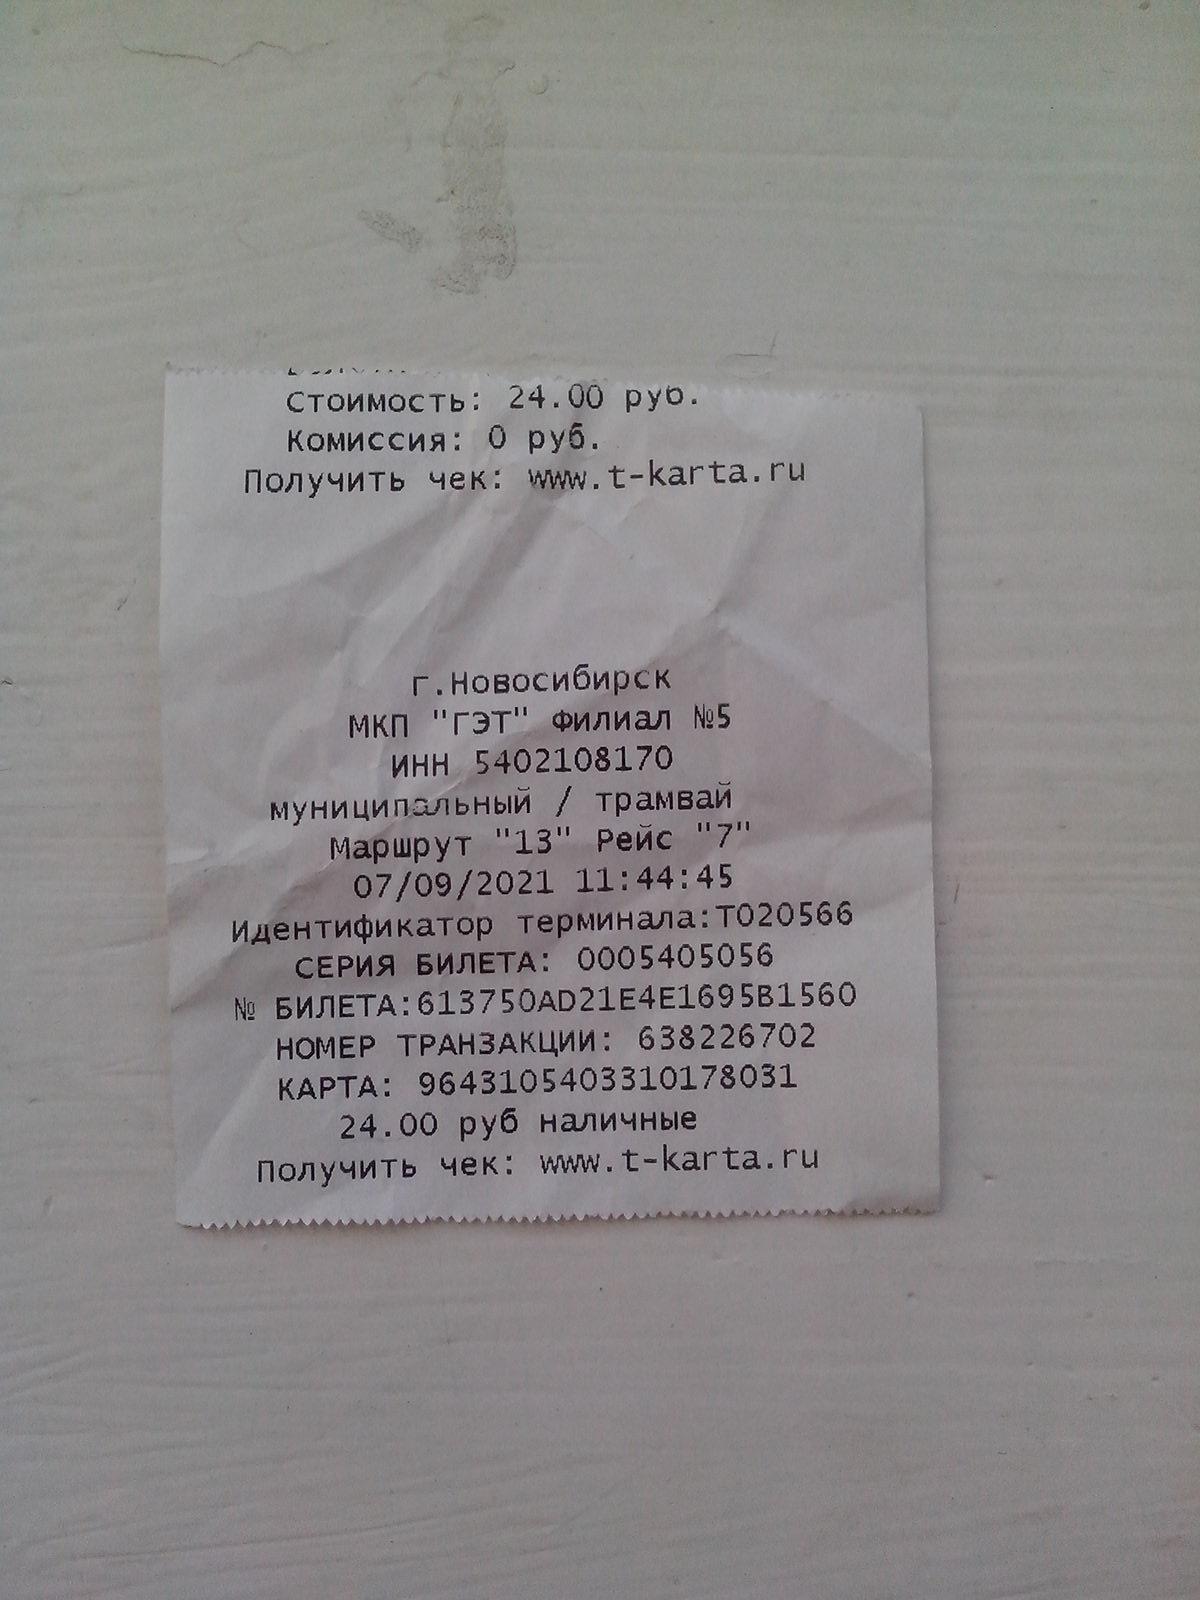 Стоимость: 24.00 руб.
Комиссия: 0 руб.
Получить чек: www.t-karta.ru
г.Новосибирск
МКП "ГЭТ" Филиал №5
ИНН 5402108170
муниципальный / трамвай
Маршрут "13" Рейс "7"
07/09/2021 11:44:45
Идентификатор терминала:T020566
СЕРИЯ БИЛЕТА: 0005405056
№ БИЛЕТА:613750AD21E4E1695B1560
НОМЕР ТРАНЗАКЦИИ: 638226702
КАРТА: 9643105403310178031
24.00 руб наличные
Получить чек: www.t-karta.ru